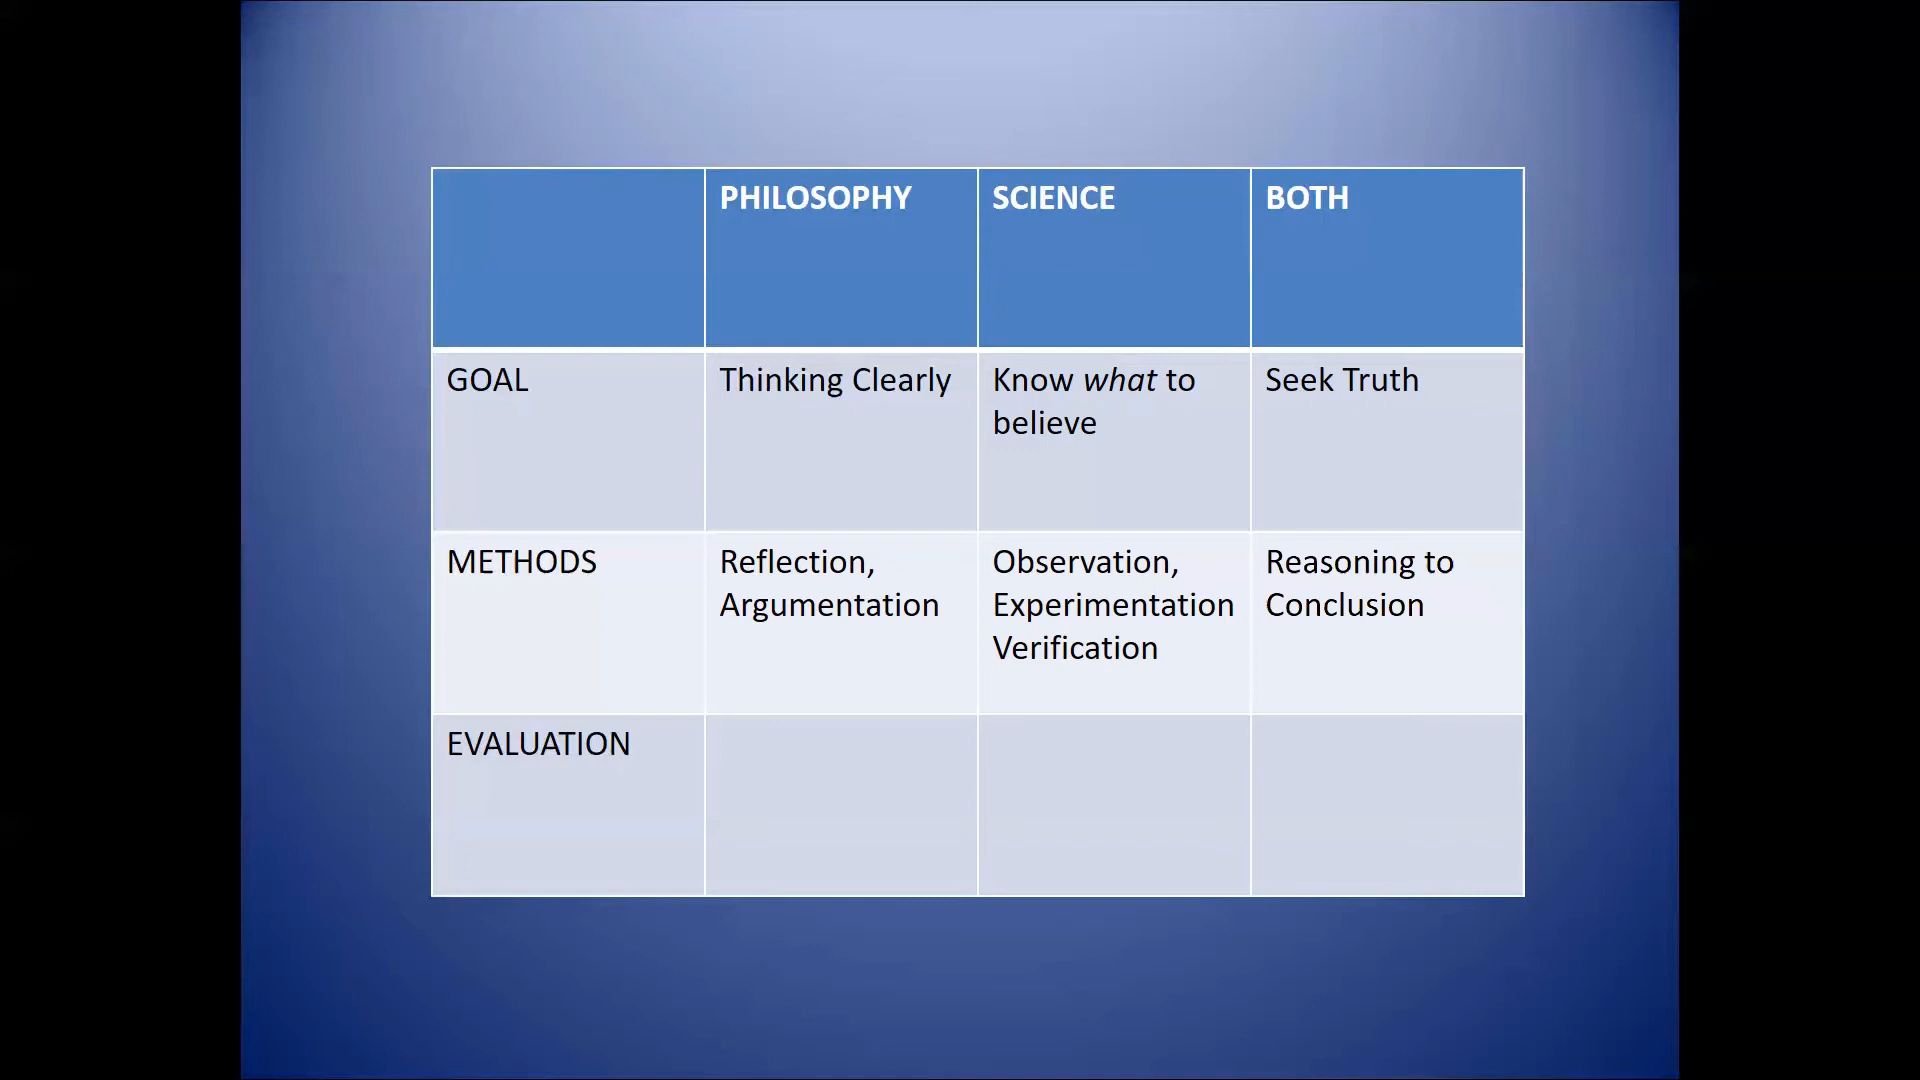 PHILOSOPHY SCIENCE BOTH
GOAL Thinking Clearly Know what to Seek Truth
believe
METHODS Reflection, Observation, Reasoning to
Argumentation Experimentation Conclusion
Verification
EVALUATION